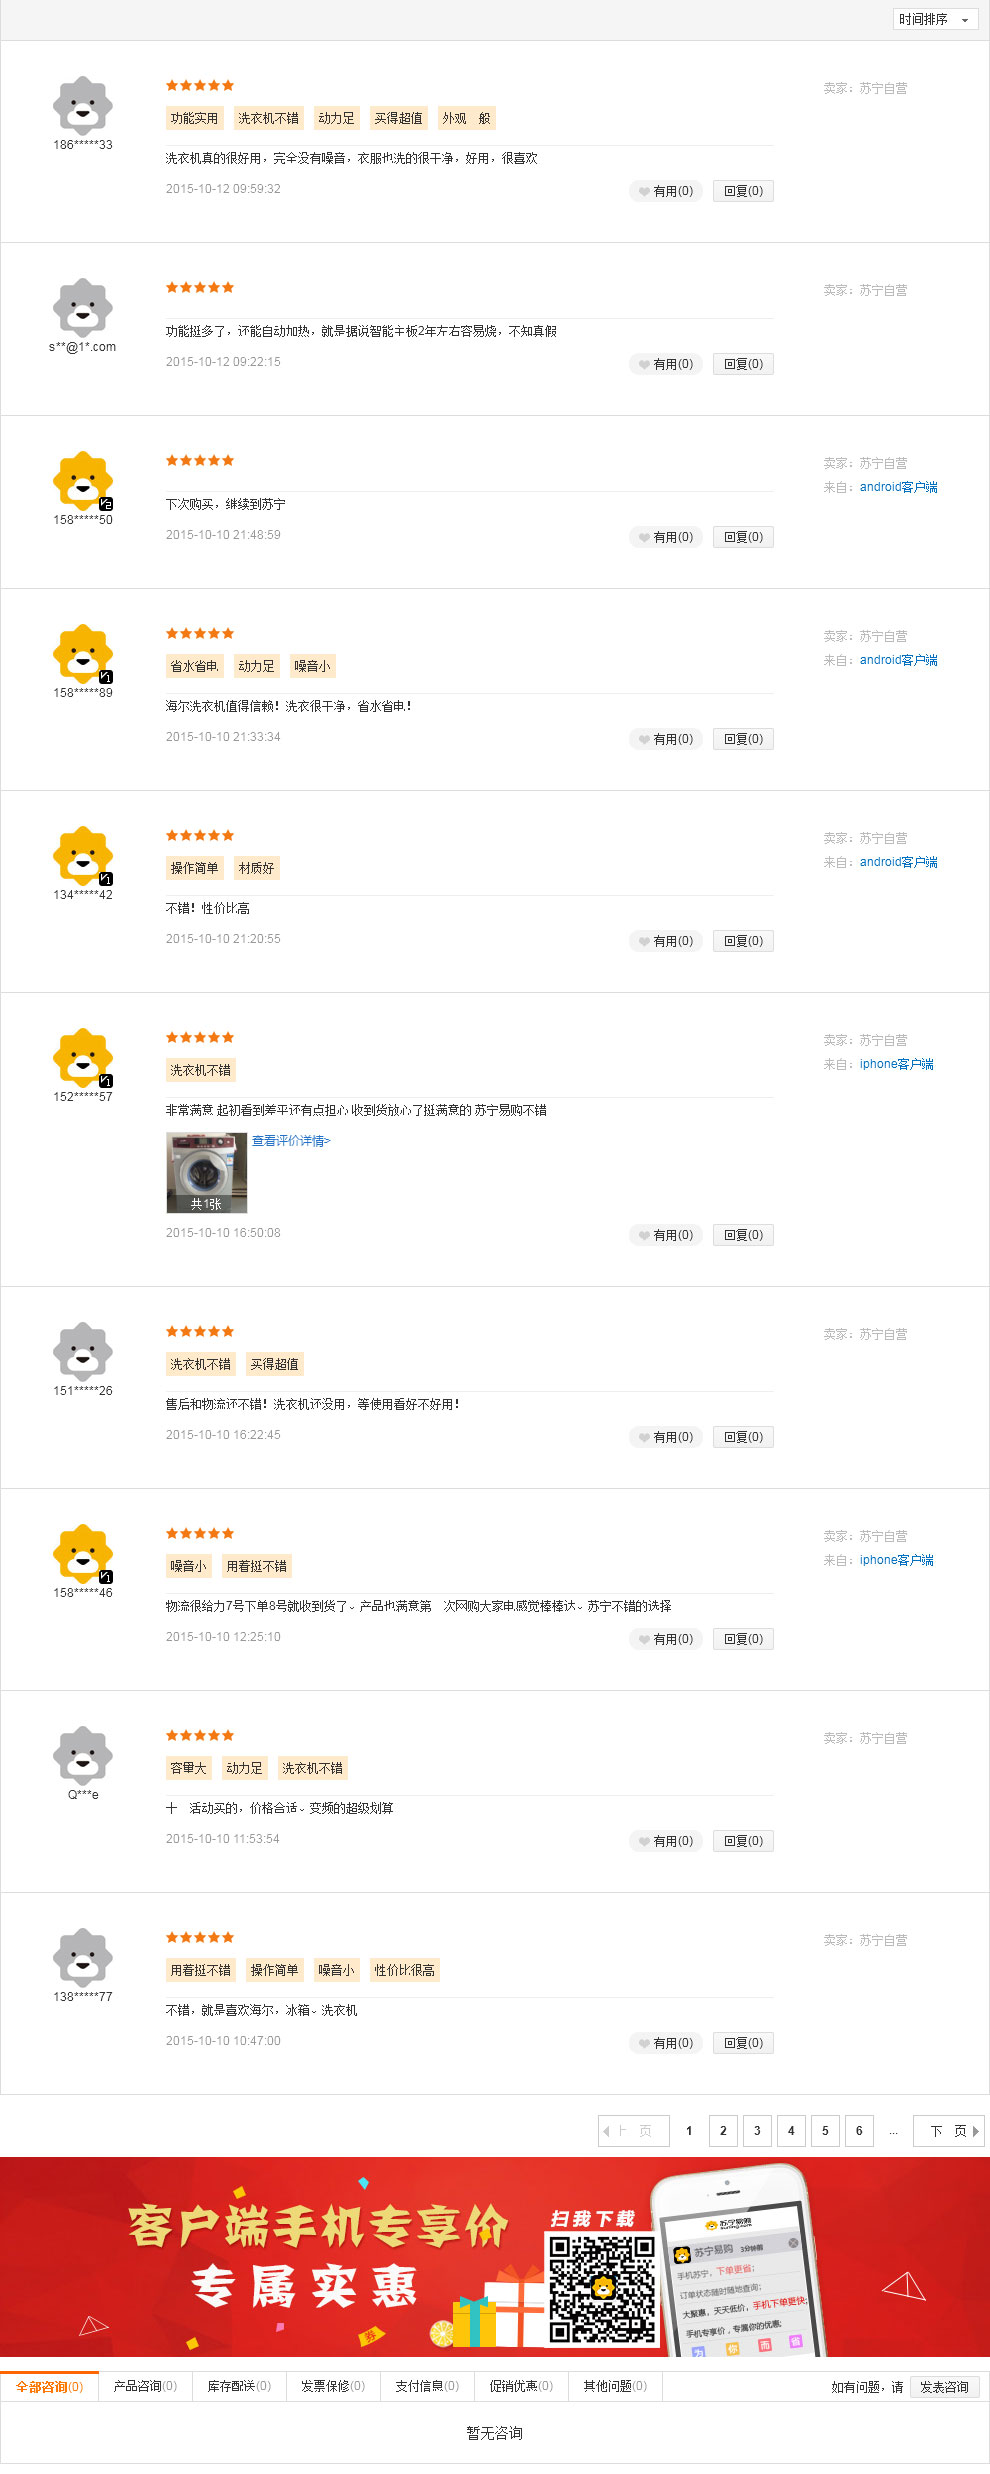 时间排序
186*****33
功能实用 洗衣机不错 动力足 买得超值 外观一般
卖家：苏宁自营
洗衣机真的很好用，完全没有噪音，衣服也洗的很干净，好用，很喜欢
2015-10-12 09:59:32 有用(0) 回复(0)
s**@1*.com
卖家：苏宁自营
功能挺多了，还能自动加热，就是据说智能主板2年左右容易烧，不知真假
2015-10-12 09:22:15 有用(0) 回复(0)
158*****50
V2
卖家：苏宁自营
来自：android客户端
下次购买，继续到苏宁
2015-10-10 21:48:59 有用(0) 回复(0)
158*****89
V1
卖家：苏宁自营
来自：android客户端
省水省电 动力足 噪音小
海尔洗衣机值得信赖！洗衣很干净，省水省电！
2015-10-10 21:33:34 有用(0) 回复(0)
134*****42
V1
卖家：苏宁自营
来自：android客户端
操作简单 材质好
不错！性价比高
2015-10-10 21:20:55 有用(0) 回复(0)
152*****57
V1
卖家：苏宁自营
来自：iphone客户端
洗衣机不错
非常满意 起初看到差评还有点担心 收到货放心了挺满意的 苏宁易购不错
查看评价详情>
共1张
2015-10-10 16:50:08 有用(0) 回复(0)
151*****26
卖家：苏宁自营
洗衣机不错 买得超值
售后和物流还不错！洗衣机还没用，等使用看好不好用！
2015-10-10 16:22:45 有用(0) 回复(0)
158*****46
V1
卖家：苏宁自营
来自：iphone客户端
噪音小 用着挺不错
物流很给力7号下单8号就收到货了。产品也满意第一次网购大家电感觉棒棒哒。苏宁不错的选择
2015-10-10 12:25:10 有用(0) 回复(0)
Q***e
卖家：苏宁自营
容量大 动力足 洗衣机不错
十一活动买的，价格合适。变频的超级划算
2015-10-10 11:53:54 有用(0) 回复(0)
138*****77
卖家：苏宁自营
用着挺不错 操作简单 噪音小 性价比很高
不错，就是喜欢海尔，冰箱。洗衣机
2015-10-10 10:47:00 有用(0) 回复(0)
上一页 1 2 3 4 5 6 ... 下一页
客户端手机专享价
专属实惠
券
扫我下载
苏宁易购
suning.com
苏宁易购 3分钟前
手机苏宁，下单更省；
订单状态随时随地查询；
大聚惠，天天低价，手机下单更快；
手机专享价，专属你的优惠；
为 你 而 省
全部咨询(0) 产品咨询(0) 库存配送(0) 发票保修(0) 支付信息(0) 促销优惠(0) 其他问题(0) 如有问题，请 发表咨询
暂无咨询